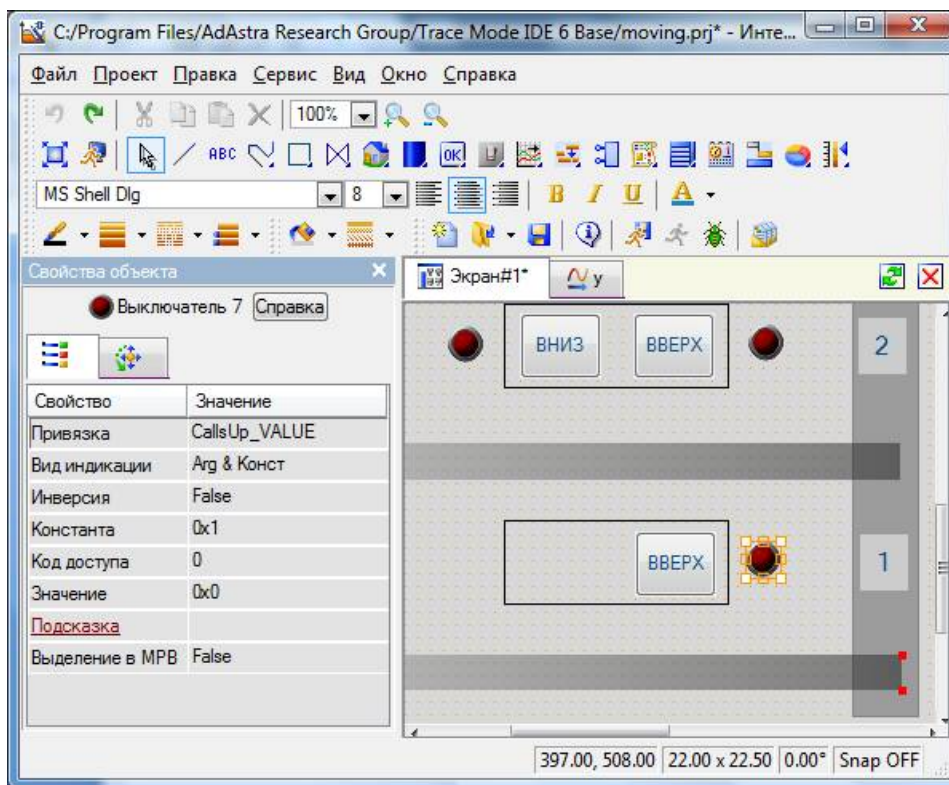 C:/Program Files/AdAstra Research Group/Trace Mode IDE 6 Base/moving.prj* - Инте...
Файл Проект Правка Сервис Вид Окно Справка
100%
ABC OK
MS Shell Dlg 8 B I U A
Свойства объекта
Экран#1* y
Выключатель 7 Справка
ВНИЗ ВВЕРХ 2
Свойство Значение
Привязка CallsUp_VALUE
Вид индикации Arg & Конст
Инверсия False
Константа 0x1
Код доступа 0
ВВЕРХ 1
Значение 0x0
Подсказка
Выделение в МРВ False
397.00, 508.00 22.00 x 22.50 0.00° Snap OFF